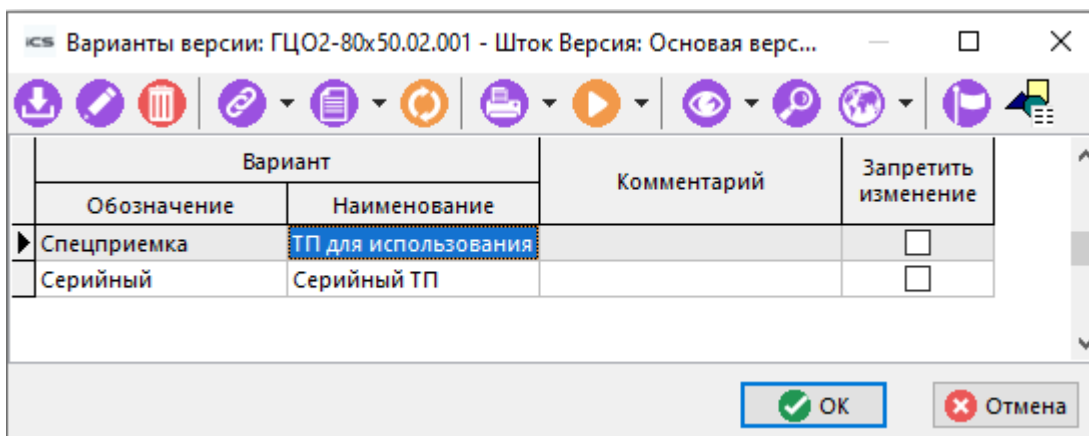 iCS Варианты версии: ГЦО2-80х50.02.001 - Шток Версия: Основая верс...
Вариант
Комментарий
Запретить
изменение
Обозначение Наименование
Спецприемка ТП для использования
Серийный Серийный ТП
OK Отмена